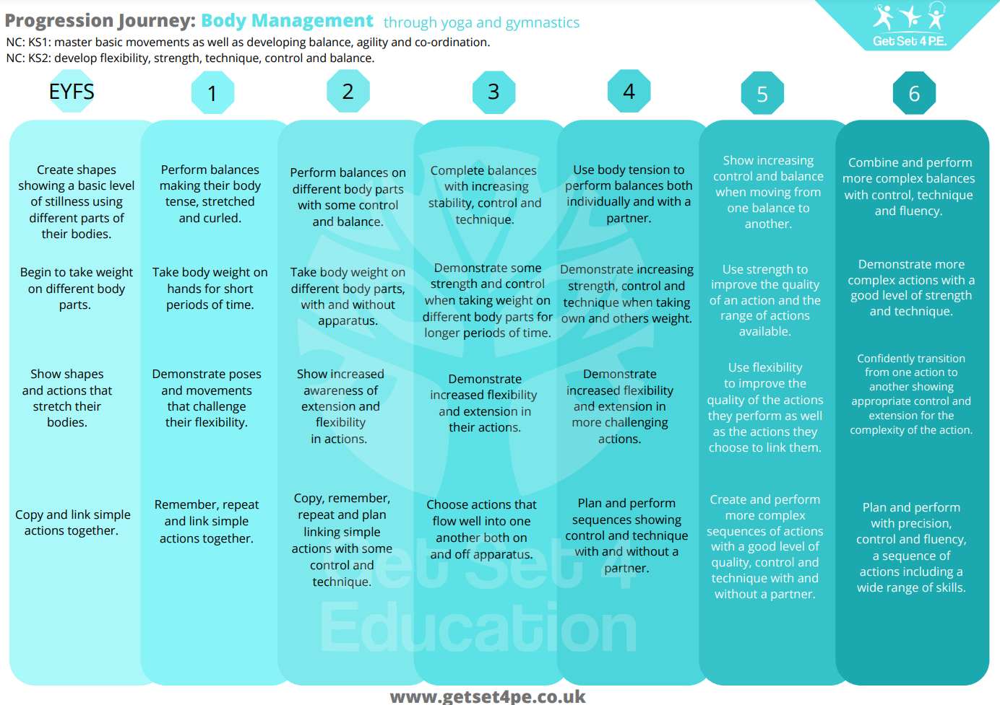 Progression Journey: Body Management through yoga and gymnastics
NC: KS1: master basic movements as well as developing balance, agility and co-ordination.
NC: KS2: develop flexibility, strength, technique, control and balance.
Get Set 4 P.E.
EYFS
Create shapes
showing a basic level
of stillness using
different parts of
their bodies.
Begin to take weight
on different body
parts.
Show shapes
and actions that
stretch their
bodies.
Copy and link simple
actions together.
1
Perform balances
making their body
tense, stretched
and curled.
Take body weight on
hands for short
periods of time.
Demonstrate poses
and movements
that challenge
their flexibility.
Remember, repeat
and link simple
actions together.
2
Perform balances on
different body parts
with some control
and balance.
Take body weight on
different body parts,
with and without
apparatus.
Show increased
awareness of
extension and
flexibility
in actions.
Copy, remember,
repeat and plan
linking simple
actions with some
control and
technique.
3
Complete balances
with increasing
stability, control and
technique.
Demonstrate some
strength and control
when taking weight on
different body parts for
longer periods of time.
Demonstrate
increased flexibility
and extension in
their actions.
Choose actions that
flow well into one
another both on
and off apparatus.
4
Use body tension to
perform balances both
individually and with a
partner.
Demonstrate increasing
strength, control and
technique when taking
own and others weight.
Demonstrate
increased flexibility
and extension in
more challenging
actions.
Plan and perform
sequences showing
control and technique
with and without a
partner.
5
Show increasing
control and balance
when moving from
one balance to
another.
Use strength to
improve the quality
of an action and the
range of actions
available.
Use flexibility
to improve the
quality of the actions
they perform as well
as the actions they
choose to link them.
Create and perform
more complex
sequences of actions
with a good level of
quality, control and
technique with and
without a partner.
6
Combine and perform
more complex balances
with control, technique
and fluency.
Demonstrate more
complex actions with a
good level of strength
and technique.
Confidently transition
from one action to
another showing
appropriate control and
extension for the
complexity of the action.
Plan and perform
with precision,
control and fluency,
a sequence of
actions including a
wide range of skills.
Get Set 4
Education
www.getset4pe.co.uk